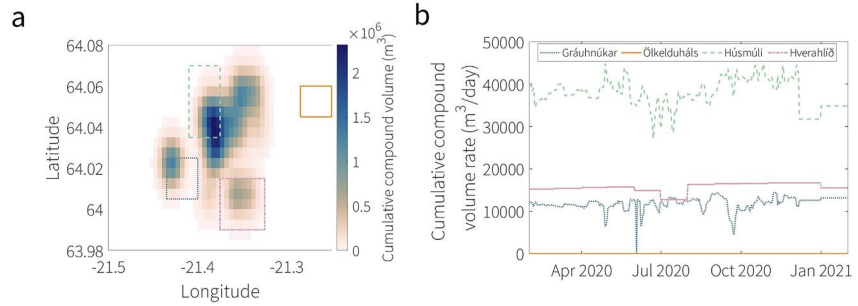 a
64.08
64.06
64.04
64.02
64
63.98
-21.5
-21.4
-21.3
Latitude
Longitude
×10⁶
2
1.5
1
0.5
0
Cumulative compound volume (m³)
b
50000
40000
30000
20000
10000
0
Cumulative compound
volume rate (m³/day)
Gráuhnúkar Ölkelduháls Húsmúli Hverahlíð
Apr 2020 Jul 2020 Oct 2020 Jan 2021